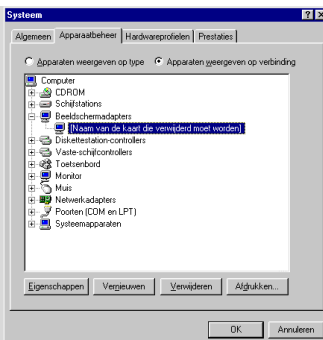 Systeem
Algemeen Apparaatbeheer Hardwareprofielen Prestaties
Apparaten weergeven op type Apparaten weergeven op verbinding
Computer
CDROM
Schijfstations
Beeldschermadapters
[Naam van de kaart die verwijderd moet worden]
Diskettestation-controllers
Vaste-schijfcontrollers
Toetsenbord
Monitor
Muis
Netwerkadapters
Poorten (COM en LPT)
Systeemapparaten
Eigenschappen Vernieuwen Verwijderen Afdrukken...
OK Annuleren